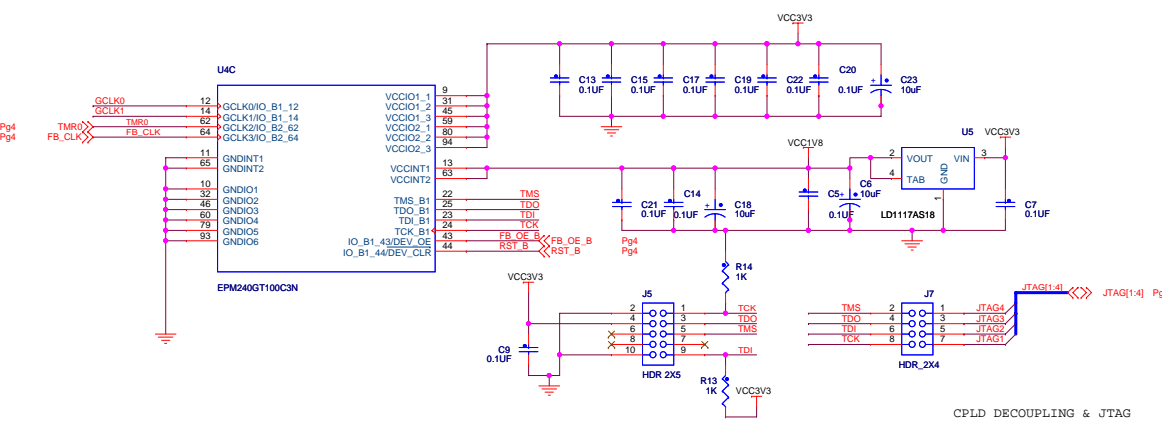 VCC3V3
U4C
C13 0.1UF
C15 0.1UF
C17 0.1UF
C19 0.1UF
C22 0.1UF
C20 0.1UF
C23 10uF
GCLK0 12 GCLK0/IO_B1_12
GCLK1 14 GCLK1/IO_B1_14
Pg4 TMR0 TMR0 62 GCLK2/IO_B2_62
Pg4 FB_CLK FB_CLK 64 GCLK3/IO_B2_64
11 GNDINT1
65 GNDINT2
10 GNDIO1
32 GNDIO2
46 GNDIO3
60 GNDIO4
79 GNDIO5
93 GNDIO6
VCCIO1_1 9
VCCIO1_2 31
VCCIO1_3 45
VCCIO2_1 59
VCCIO2_2 80
VCCIO2_3 94
VCCINT1 13
VCCINT2 63
TMS_B1 22 TMS
TDO_B1 25 TDO
TDI_B1 23 TDI
TCK_B1 24 TCK
IO_B1_43/DEV_OE 43 FB_OE_B FB_OE_B Pg4
IO_B1_44/DEV_CLR 44 RST_B RST_B Pg4
EPM240GT100C3N
C21 0.1UF
C14 0.1UF
C18 10uF
VCC1V8
C5 0.1UF
C6 10uF
U5
VCC3V3
2 VOUT VIN 3
4 TAB GND 1
LD1117AS18
C7 0.1UF
R14
1K
VCC3V3
C9
0.1UF
J5
2 1 TCK
4 3 TDO
6 5 TMS
8 7
10 9 TDI
HDR 2X5
R13
1K
VCC3V3
J7
TMS 2 1 JTAG4
TDO 4 3 JTAG3
TDI 6 5 JTAG2
TCK 8 7 JTAG1
HDR_2X4
JTAG[1:4] JTAG[1:4] Pg
CPLD DECOUPLING & JTAG